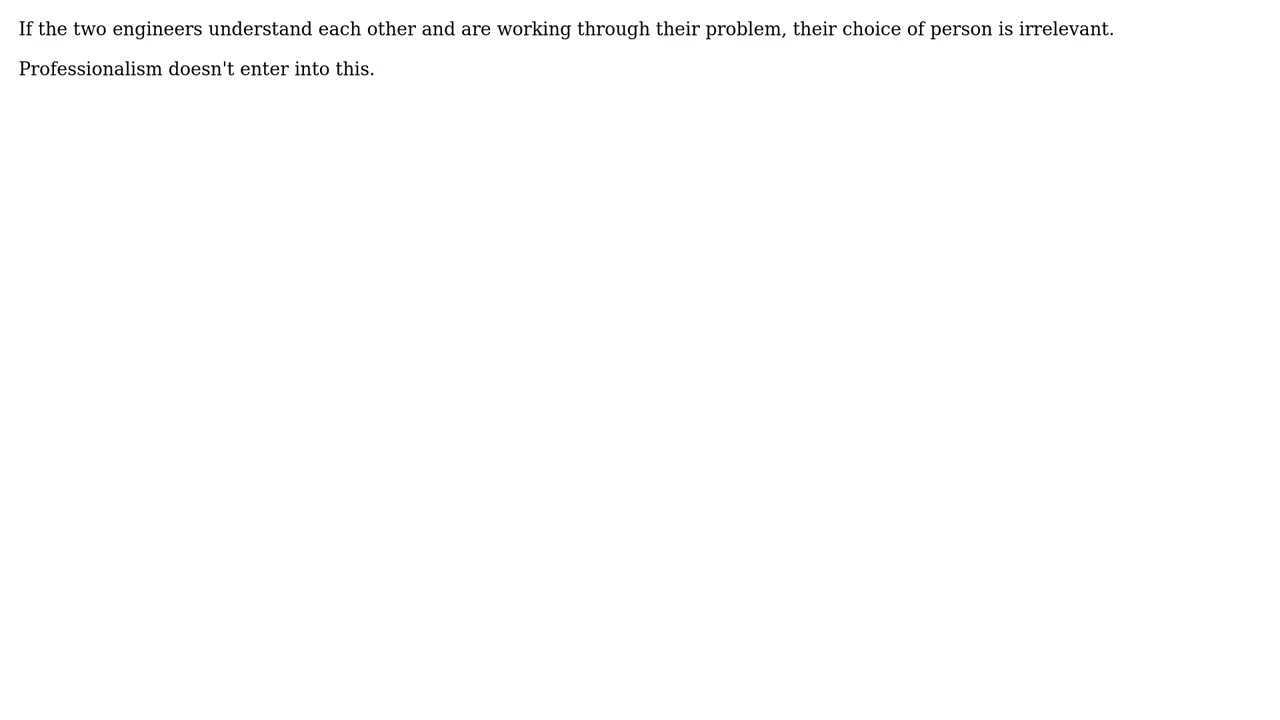 If the two engineers understand each other and are working through their problem, their choice of person is irrelevant.
Professionalism doesn't enter into this.